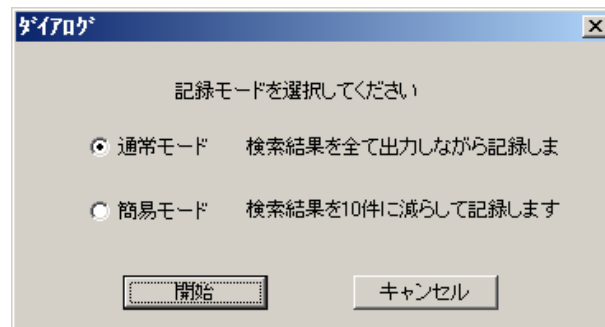 ﾀﾞｲｱﾛｸﾞ
記録モードを選択してください
通常モード 検索結果を全て出力しながら記録しま
簡易モード 検索結果を10件に減らして記録します
開始 キャンセル